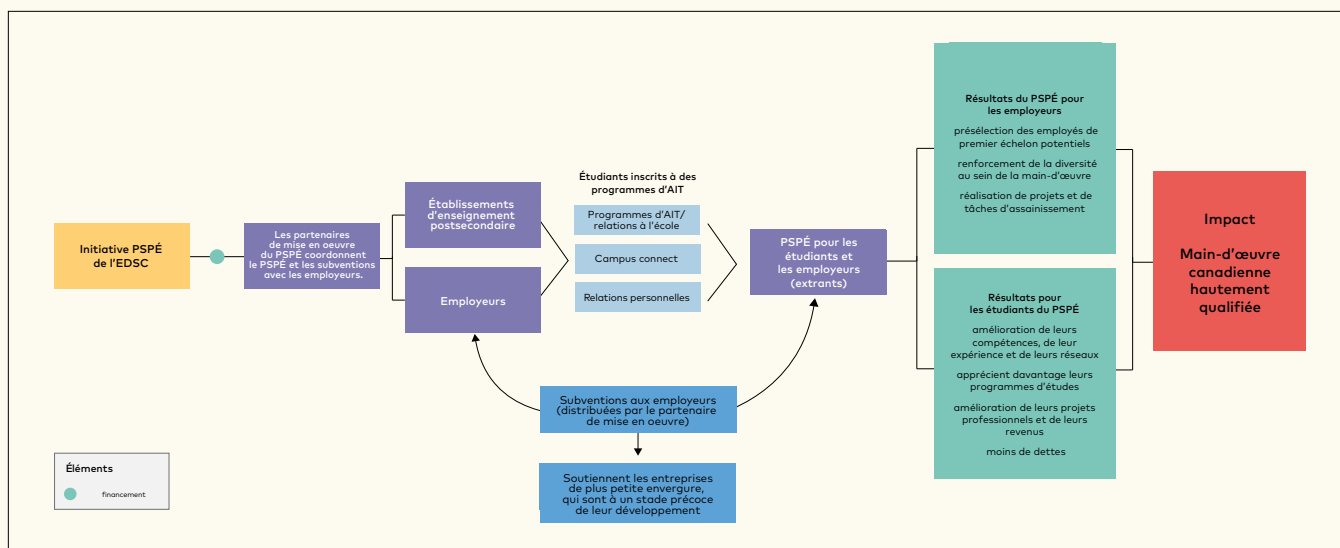 Initiative PSPÉ
de l'EDSC
Les partenaires
de mise en oeuvre
du PSPÉ coordonnent
le PSPÉ et les subventions
avec les employeurs.
Établissements
d'enseignement
postsecondaire
Employeurs
Étudiants inscrits à des
programmes d'AIT
Programmes d'AIT/
relations à l'école
Campus connect
Relations personnelles
PSPÉ pour les
étudiants et
les employeurs
(extrants)
Résultats du PSPÉ pour
les employeurs
présélection des employés de
premier échelon potentiels
renforcement de la diversité
au sein de la main-d'œuvre
réalisation de projets et de
tâches d'assainissement
Résultats pour
les étudiants du PSPÉ
amélioration de leurs
compétences, de leur
expérience et de leurs réseaux
apprécient davantage leurs
programmes d'études
amélioration de leurs projets
professionnels et de leurs
revenus
moins de dettes
Impact
Main-d'œuvre
canadienne
hautement
qualifiée
Subventions aux employeurs
(distribuées par le partenaire
de mise en oeuvre)
Soutiennent les entreprises
de plus petite envergure,
qui sont à un stade précoce
de leur développement
Éléments
financement